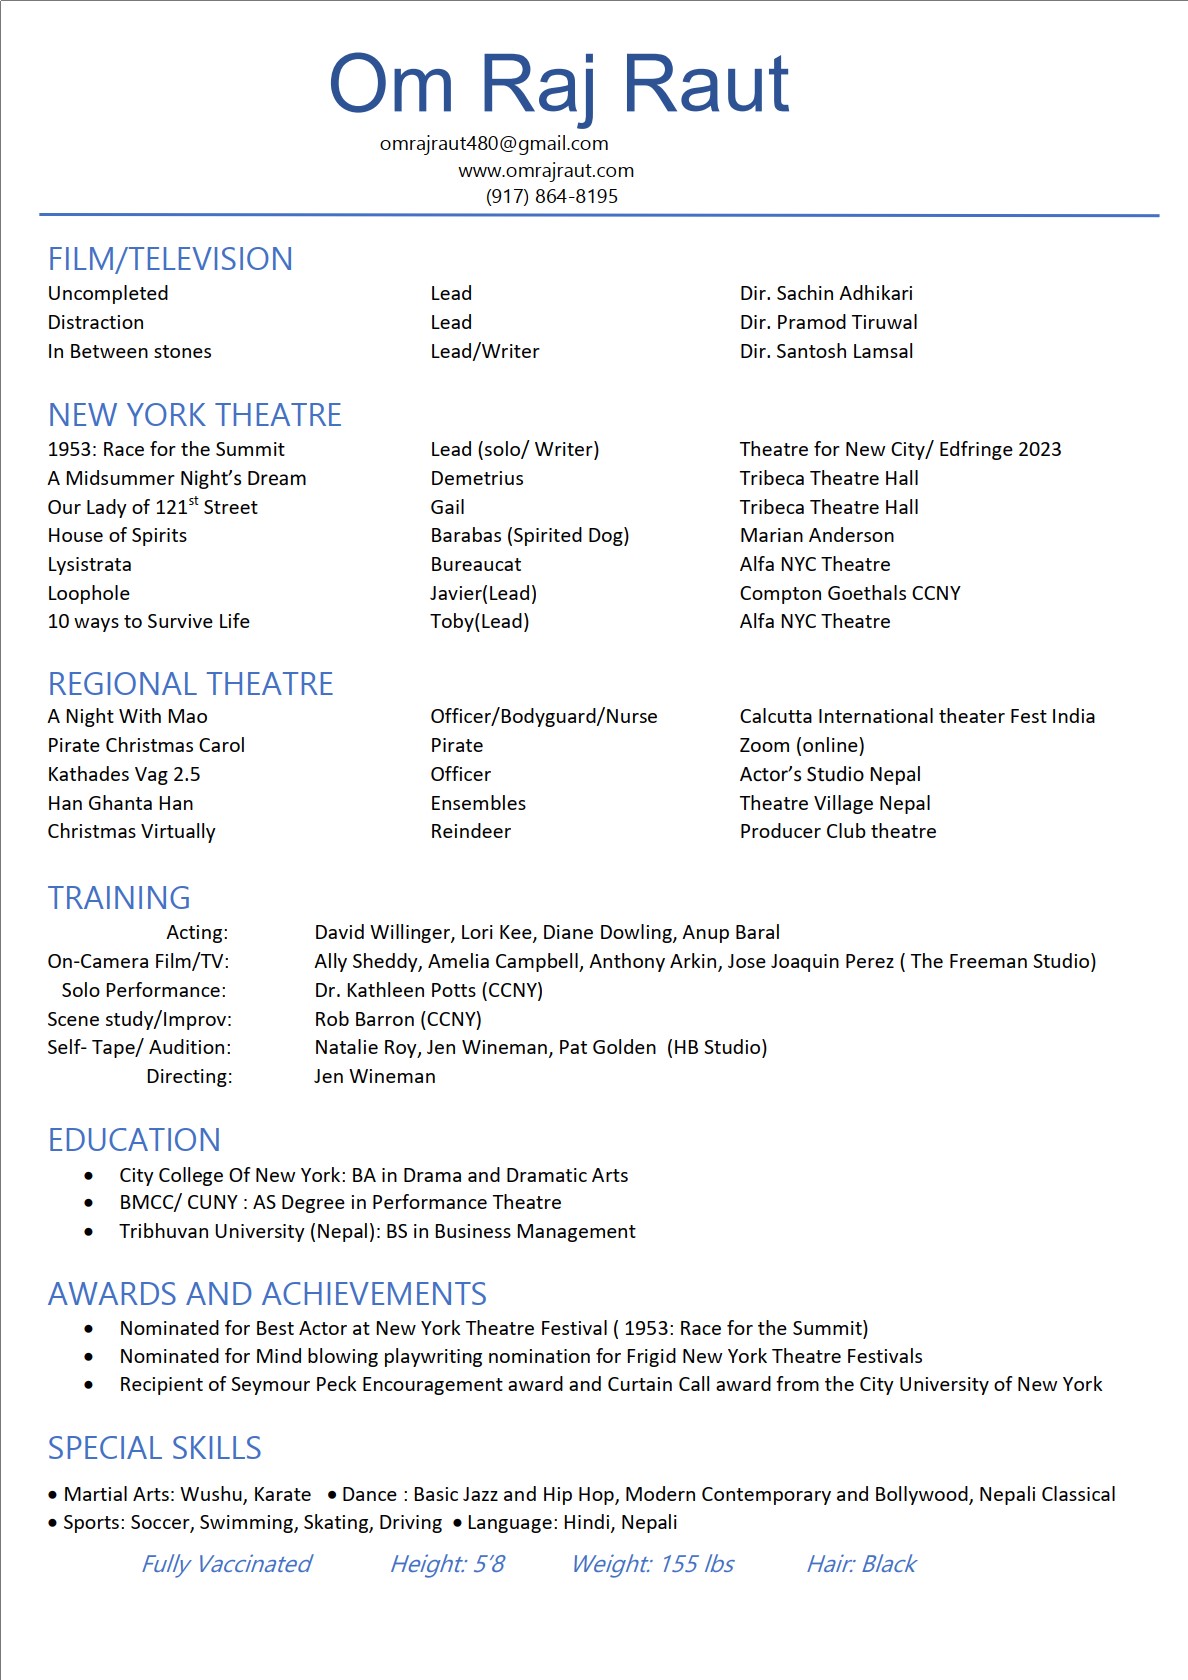 Om Raj Raut
omrajraut480@gmail.com
www.omrajraut.com
(917) 864-8195
FILM/TELEVISION
Uncompleted Lead Dir. Sachin Adhikari
Distraction Lead Dir. Pramod Tiruwal
In Between stones Lead/Writer Dir. Santosh Lamsal
NEW YORK THEATRE
1953: Race for the Summit Lead (solo/ Writer) Theatre for New City/ Edfringe 2023
A Midsummer Night’s Dream Demetrius Tribeca Theatre Hall
Our Lady of 121st Street Gail Tribeca Theatre Hall
House of Spirits Barabas (Spirited Dog) Marian Anderson
Lysistrata Bureaucat Alfa NYC Theatre
Loophole Javier(Lead) Compton Goethals CCNY
10 ways to Survive Life Toby(Lead) Alfa NYC Theatre
REGIONAL THEATRE
A Night With Mao Officer/Bodyguard/Nurse Calcutta International theater Fest India
Pirate Christmas Carol Pirate Zoom (online)
Kathades Vag 2.5 Officer Actor’s Studio Nepal
Han Ghanta Han Ensembles Theatre Village Nepal
Christmas Virtually Reindeer Producer Club theatre
TRAINING
Acting: David Willinger, Lori Kee, Diane Dowling, Anup Baral
On-Camera Film/TV: Ally Sheddy, Amelia Campbell, Anthony Arkin, Jose Joaquin Perez ( The Freeman Studio)
Solo Performance: Dr. Kathleen Potts (CCNY)
Scene study/Improv: Rob Barron (CCNY)
Self- Tape/ Audition: Natalie Roy, Jen Wineman, Pat Golden (HB Studio)
Directing: Jen Wineman
EDUCATION
• City College Of New York: BA in Drama and Dramatic Arts
• BMCC/ CUNY : AS Degree in Performance Theatre
• Tribhuvan University (Nepal): BS in Business Management
AWARDS AND ACHIEVEMENTS
• Nominated for Best Actor at New York Theatre Festival ( 1953: Race for the Summit)
• Nominated for Mind blowing playwriting nomination for Frigid New York Theatre Festivals
• Recipient of Seymour Peck Encouragement award and Curtain Call award from the City University of New York
SPECIAL SKILLS
• Martial Arts: Wushu, Karate • Dance : Basic Jazz and Hip Hop, Modern Contemporary and Bollywood, Nepali Classical
• Sports: Soccer, Swimming, Skating, Driving • Language: Hindi, Nepali
Fully Vaccinated Height: 5’8 Weight: 155 lbs Hair: Black